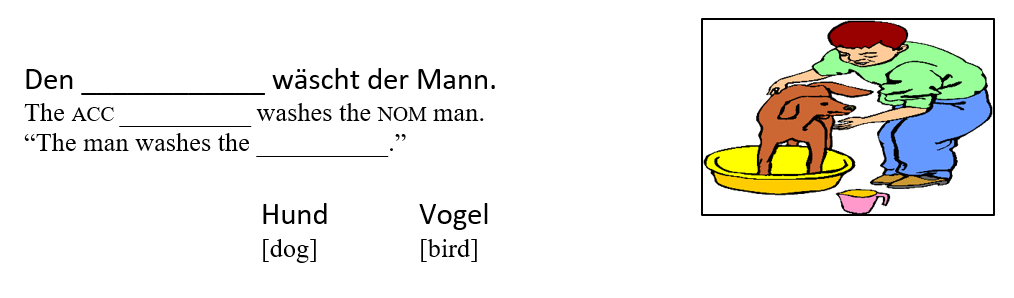 Den _____________ wäscht der Mann.
The ACC __________ washes the NOM man.
“The man washes the __________.”
Hund Vogel
[dog] [bird]